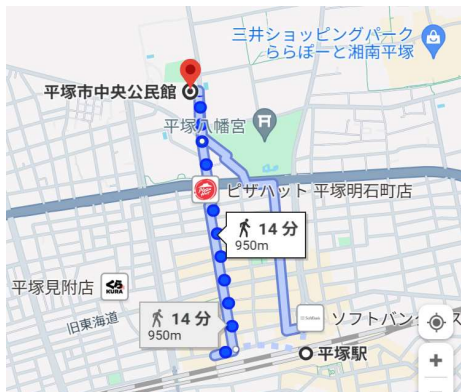 三井ショッピングパーク
ららぽーと湘南平塚
平塚市中央公民館
平塚八幡宮
ピザハット 平塚明石町店
14 分
950m
平塚見附店
KURA
14 分
950m
旧東海道
ソフトバンク
平塚駅